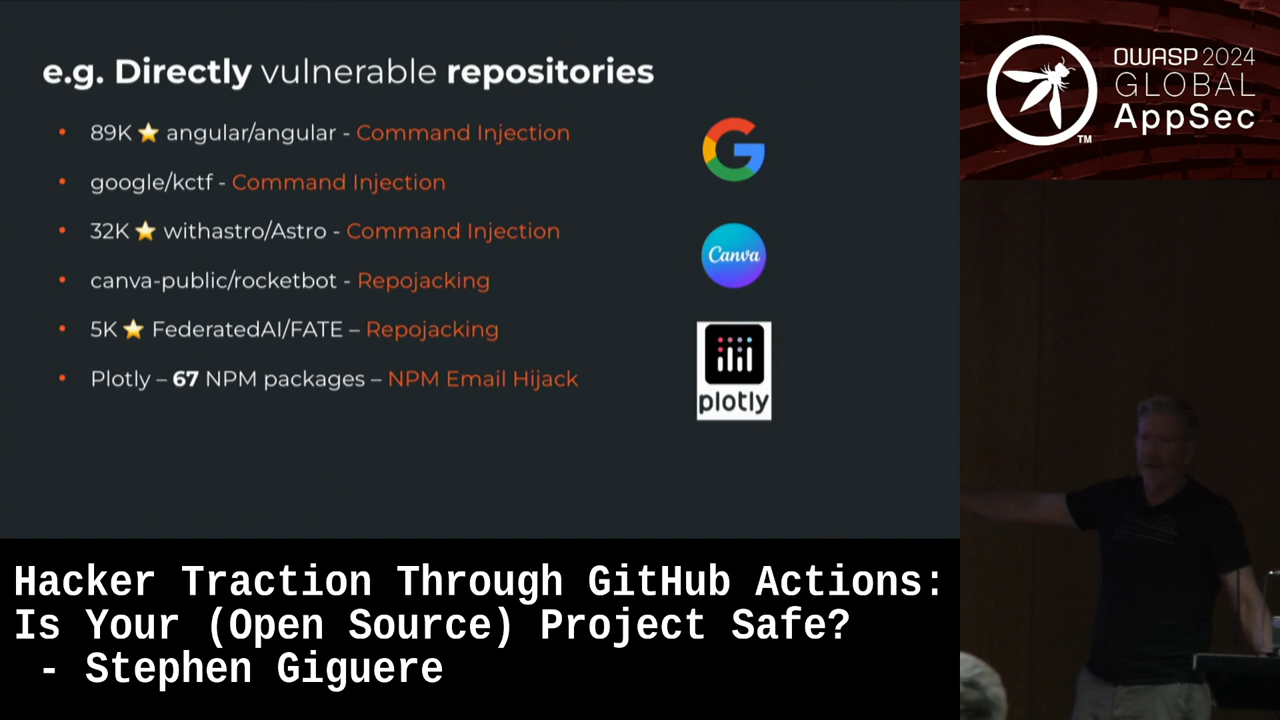 e.g. Directly vulnerable repositories
• 89K ⭐ angular/angular - Command Injection
• google/kctf - Command Injection
• 32K ⭐ withastro/Astro - Command Injection
• canva-public/rocketbot - Repojacking
• 5K ⭐ FederatedAI/FATE – Repojacking
• Plotly – 67 NPM packages – NPM Email Hijack
G
Canva
plotly
OWASP 2024
GLOBAL
AppSec
TM
Hacker Traction Through GitHub Actions:
Is Your (Open Source) Project Safe?
- Stephen Giguere